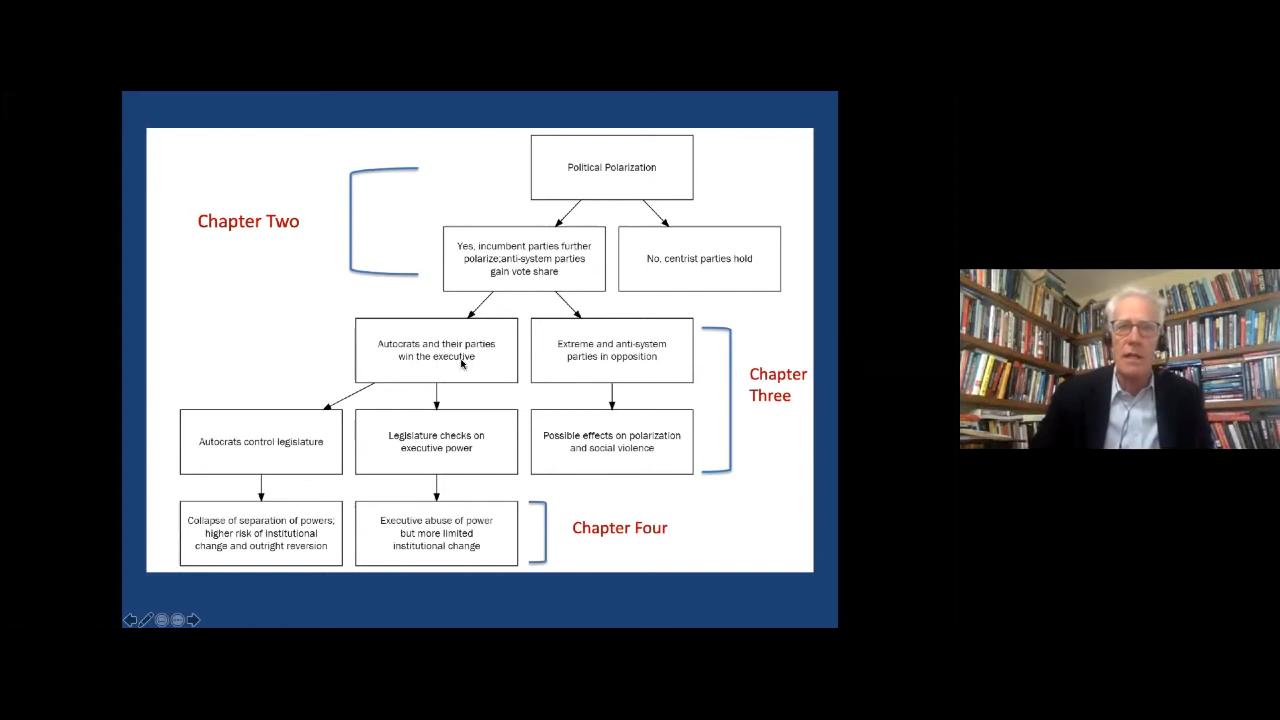 Political Polarization
Chapter Two
Yes, incumbent parties further
polarize;anti-system parties
gain vote share
No, centrist parties hold
Autocrats and their parties
win the executive
Extreme and anti-system
parties in opposition
Chapter
Three
Autocrats control legislature
Legislature checks on
executive power
Possible effects on polarization
and social violence
Collapse of separation of powers;
higher risk of institutional
change and outright reversion
Executive abuse of power
but more limited
institutional change
Chapter Four